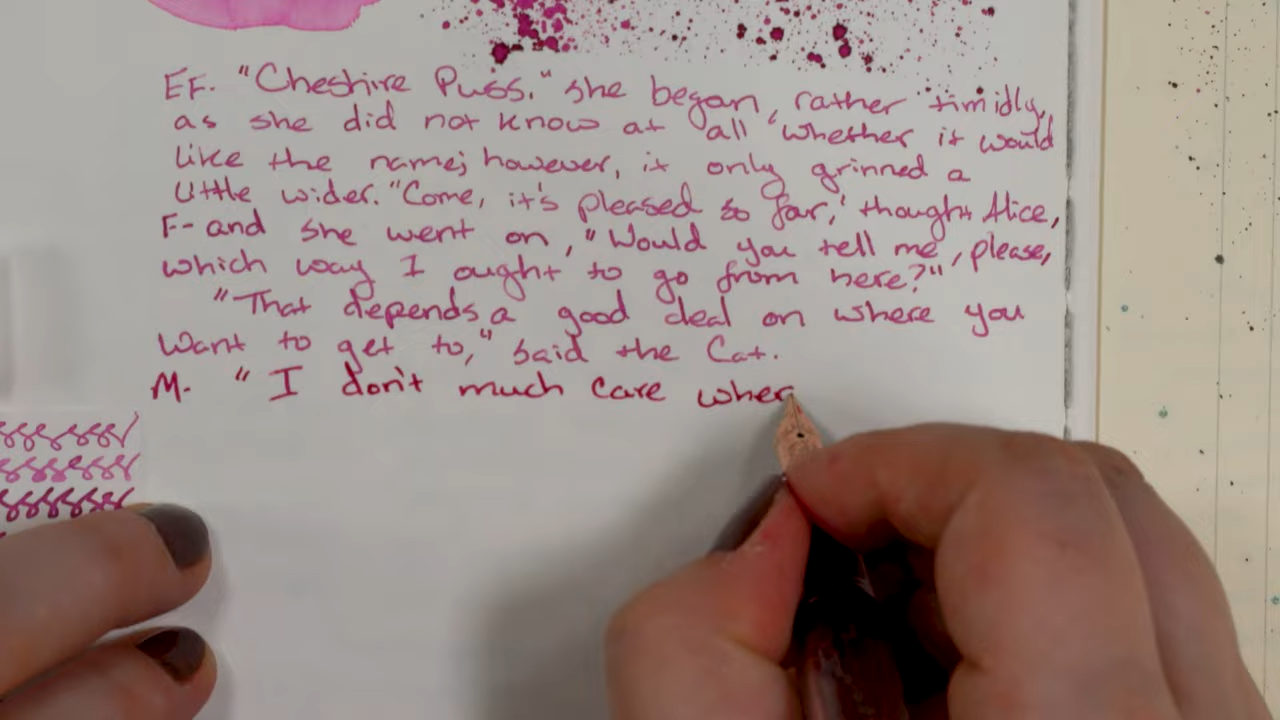 EF. "Cheshire Puss," she began, rather timidly,
as she did not know at all whether it would
like the name; however, it only grinned a
little wider. "Come, it's pleased so far," thought Alice,
F- and she went on, "Would you tell me, please,
which way I ought to go from here?"
"That depends a good deal on where you
want to get to," said the Cat.
M. "I don't much care wher